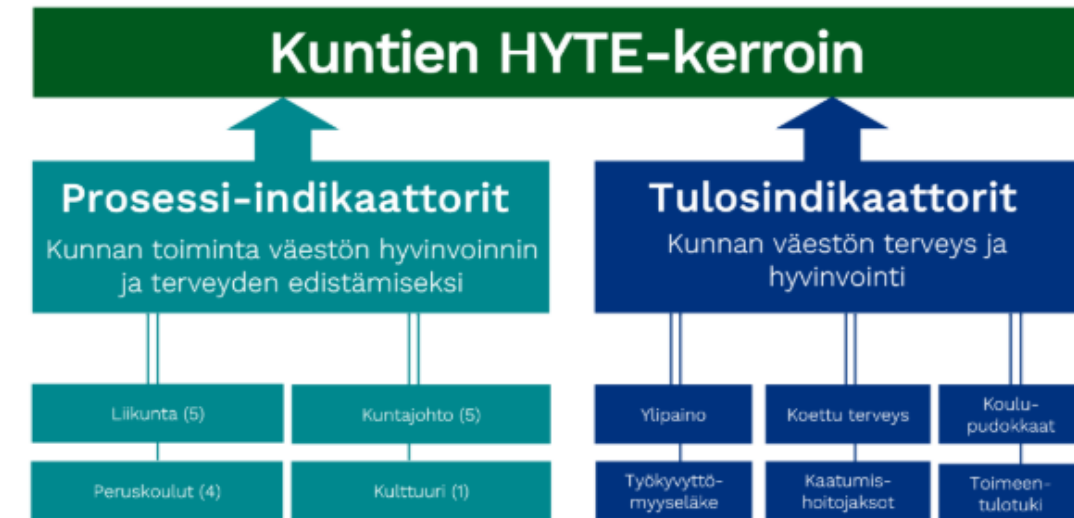 Kuntien HYTE-kerroin
Prosessi-indikaattorit
Kunnan toiminta väestön hyvinvoinnin
ja terveyden edistämiseksi
Liikunta (5)
Kuntajohto (5)
Peruskoulut (4)
Kulttuuri (1)
Tulosindikaattorit
Kunnan väestön terveys ja
hyvinvointi
Ylipaino
Koettu terveys
Koulu-
pudokkaat
Työkyvyttö-
myyseläke
Kaatumis-
hoitojaksot
Toimeen-
tulotuki